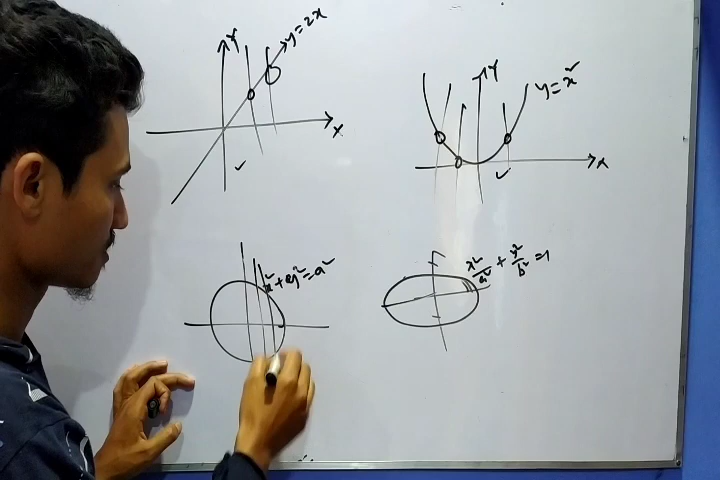 Y
y=2x
x
Y
y=x²
x
x²+y²=a²
x²/a² + y²/b² = 1